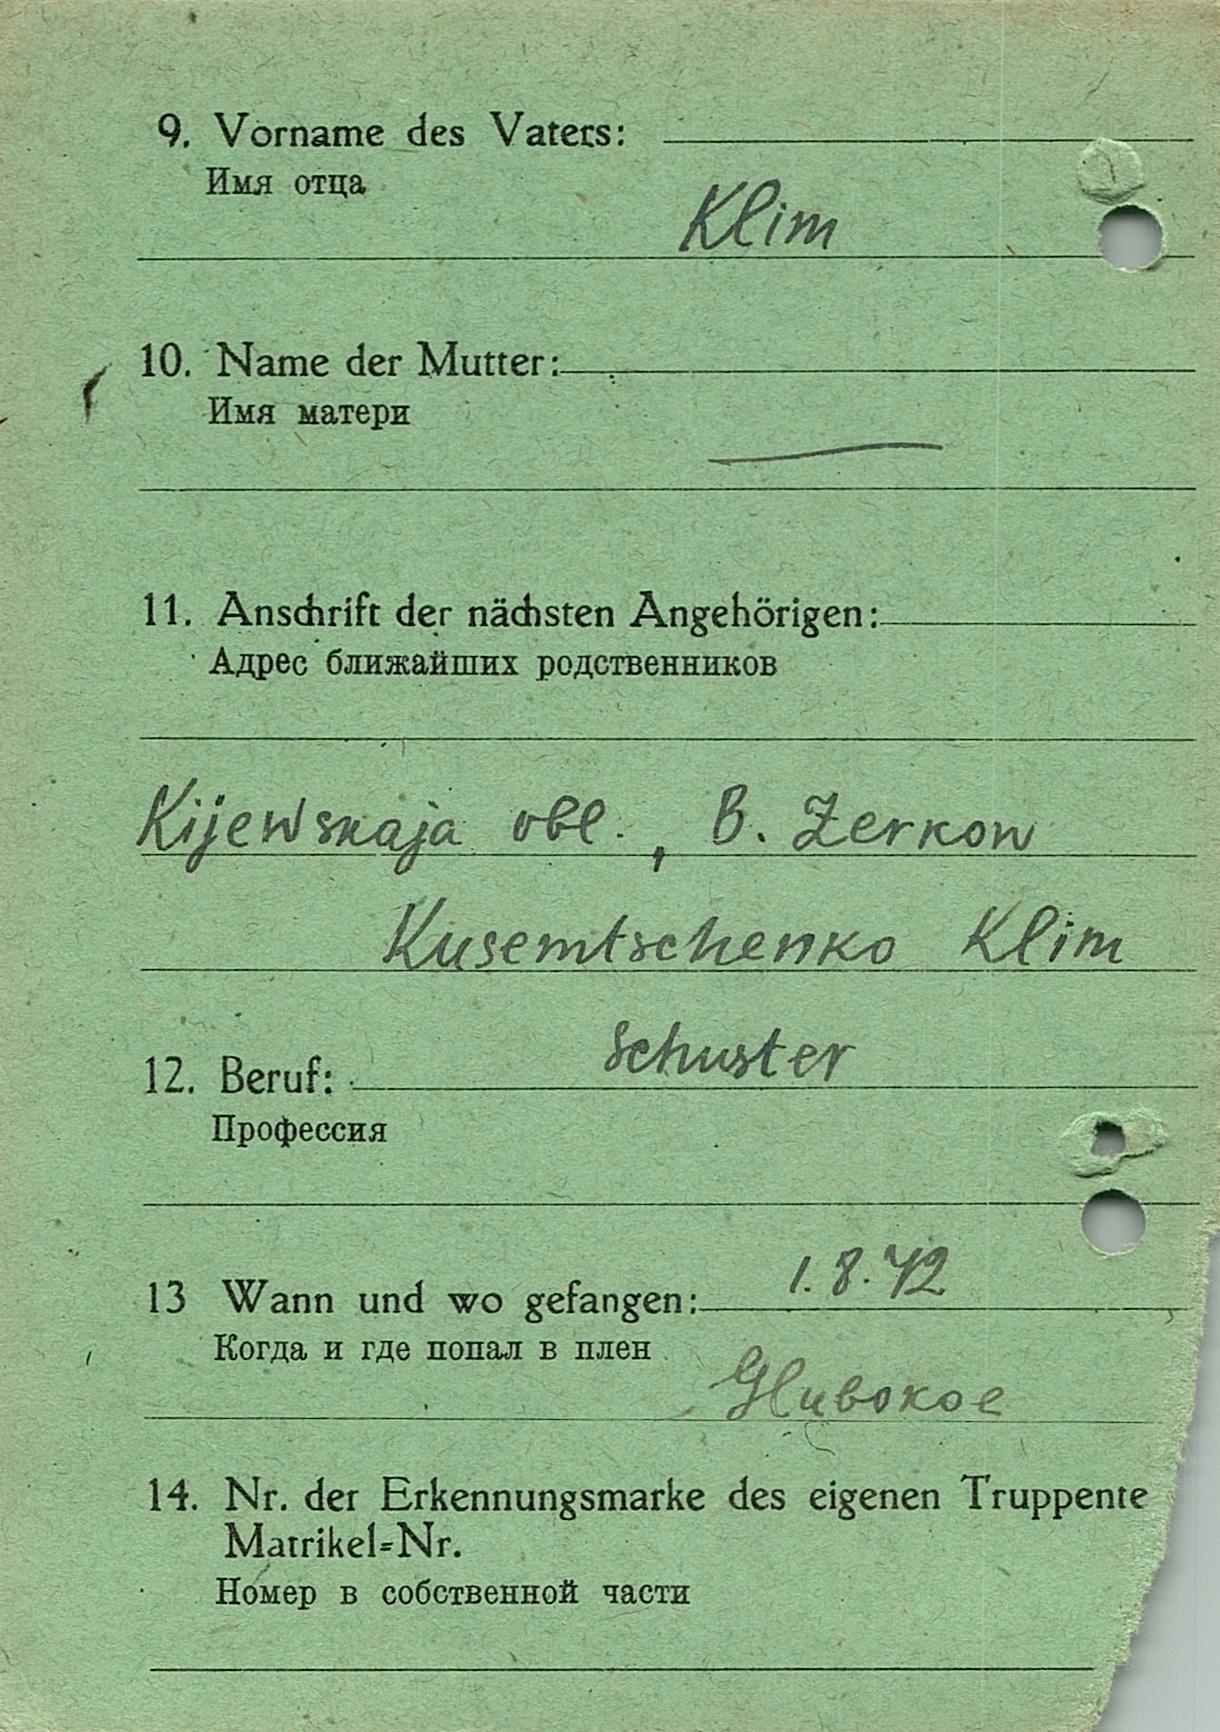 9. Vorname des Vaters:
Имя отца
Klim
10. Name der Mutter:
Имя матери
11. Anschrift der nächsten Angehörigen:
Адрес ближайших родственников
Kijewskaja obl., B. Zerkow
Kusemtschenko Klim
12. Beruf: Schuster
Профессия
13 Wann und wo gefangen: 1.8.42
Когда и где попал в плен
Glubokoe
14. Nr. der Erkennungsmarke des eigenen Truppente
Matrikel-Nr.
Номер в собственной части